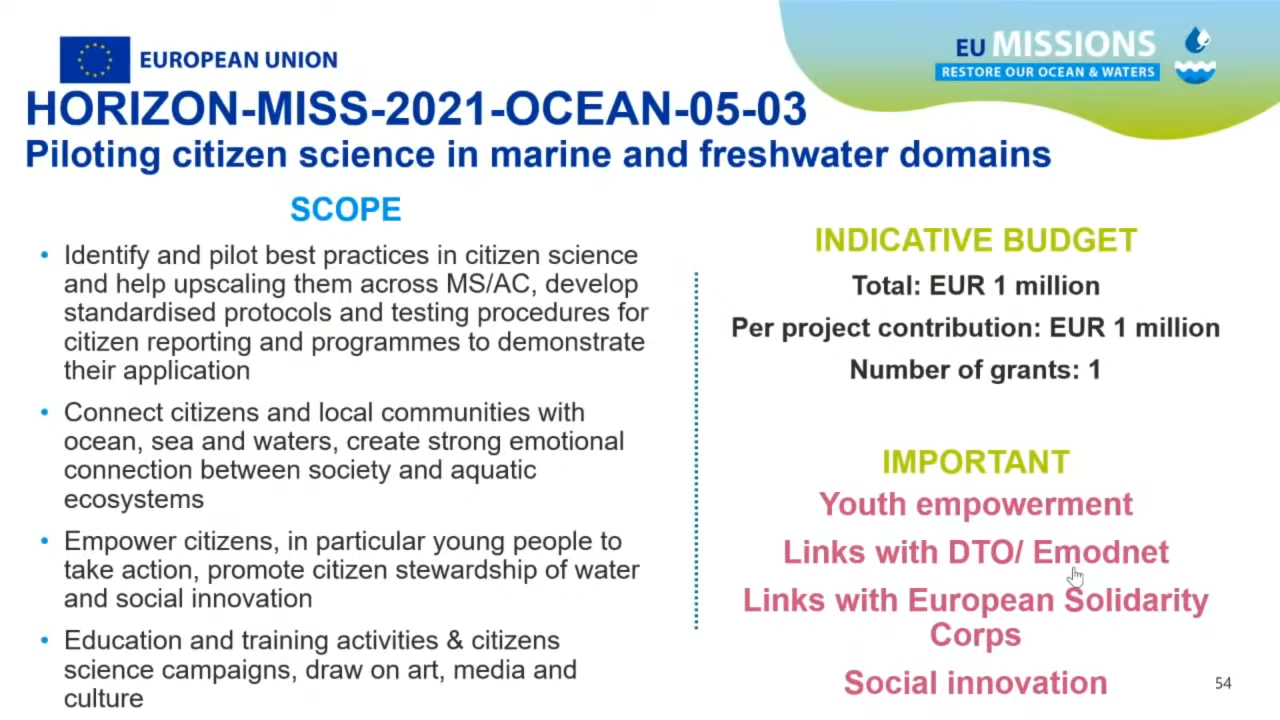 EUROPEAN UNION
EU MISSIONS
RESTORE OUR OCEAN & WATERS
HORIZON-MISS-2021-OCEAN-05-03
Piloting citizen science in marine and freshwater domains
SCOPE
• Identify and pilot best practices in citizen science
and help upscaling them across MS/AC, develop
standardised protocols and testing procedures for
citizen reporting and programmes to demonstrate
their application
• Connect citizens and local communities with
ocean, sea and waters, create strong emotional
connection between society and aquatic
ecosystems
• Empower citizens, in particular young people to
take action, promote citizen stewardship of water
and social innovation
• Education and training activities & citizens
science campaigns, draw on art, media and
culture
INDICATIVE BUDGET
Total: EUR 1 million
Per project contribution: EUR 1 million
Number of grants: 1
IMPORTANT
Youth empowerment
Links with DTO/ Emodnet
Links with European Solidarity
Corps
Social innovation
54